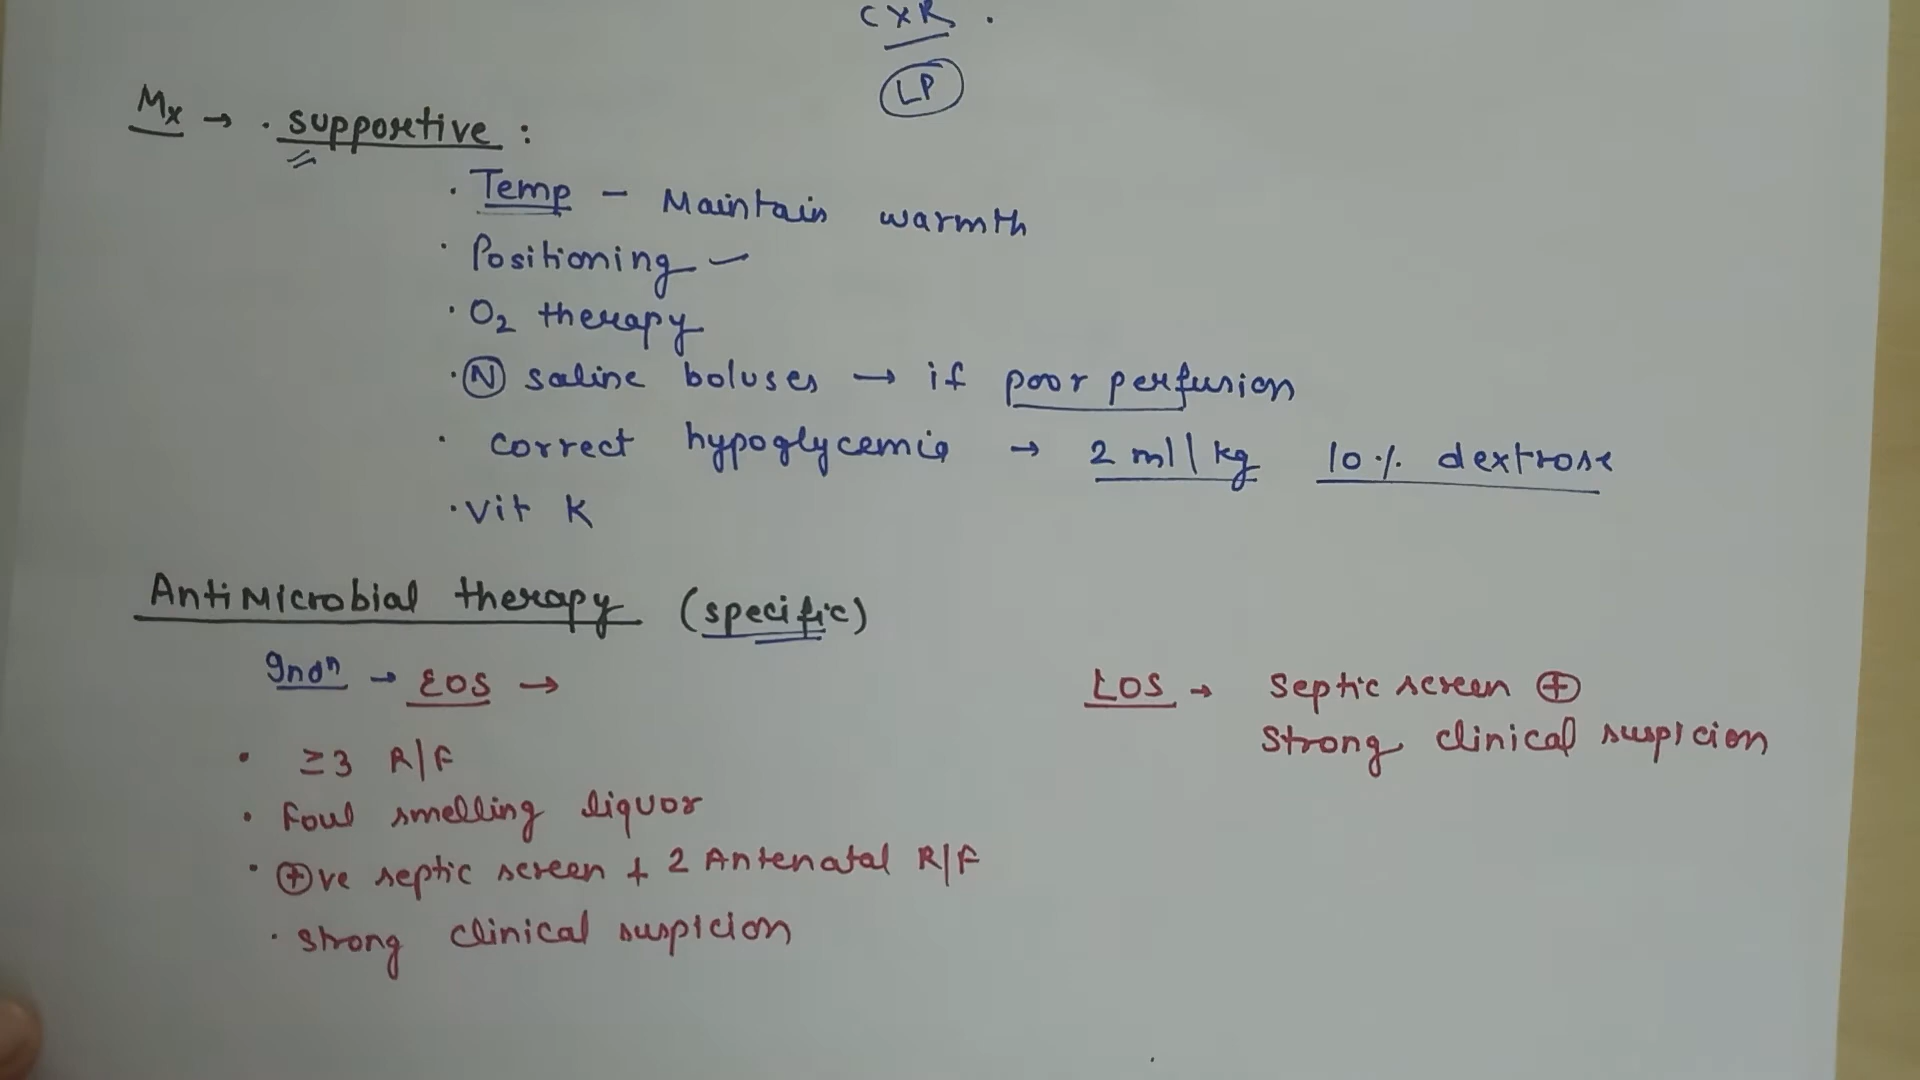 CXR.
LP
Mx → . supportive :
. Temp - Maintain warmth
. Positioning -
. O2 therapy
. (N) saline boluses → if poor perfusion
. correct hypoglycemia → 2 ml/kg 10% dextrose
. vit K
AntiMicrobial therapy (specific)
Indn → EOS →
LOS → Septic screen ⊕
strong clinical suspicion
. ≥3 R/F
. Foul smelling liquor
. ⊕ve septic screen + 2 Antenatal R/F
. strong clinical suspicion